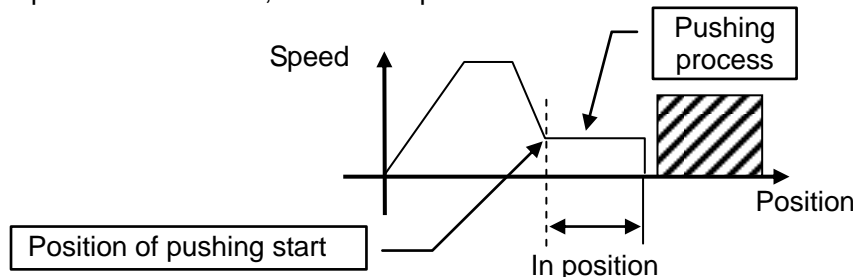 Speed
Pushing
process
Position
Position of pushing start
In position